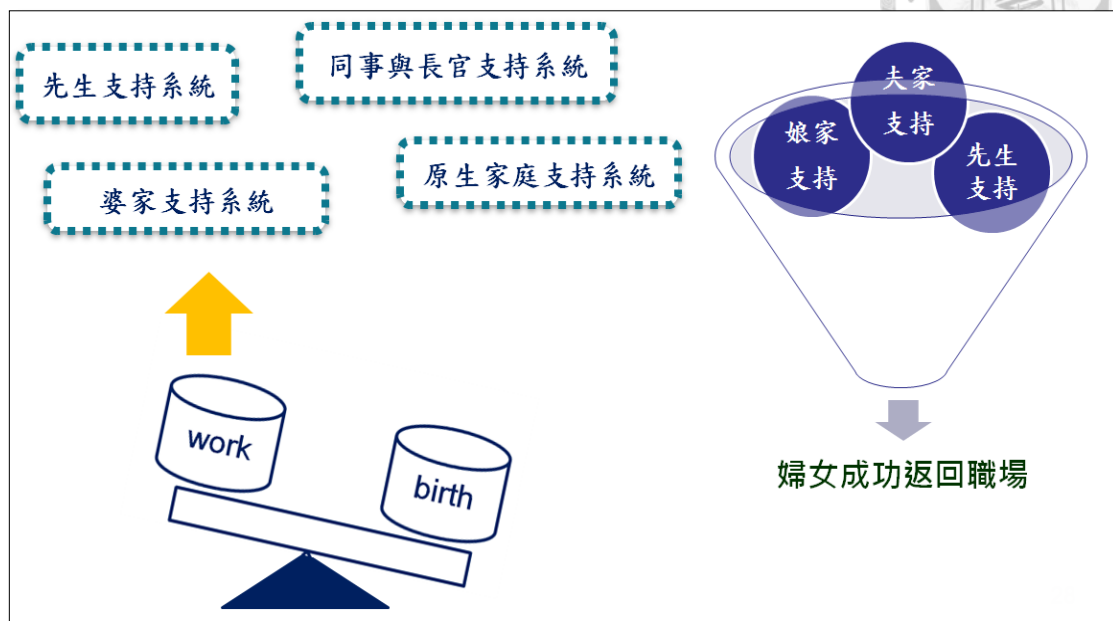 先生支持系統
同事與長官支持系統
婆家支持系統
原生家庭支持系統
work
birth
夫家
支持
娘家
支持
先生
支持
婦女成功返回職場